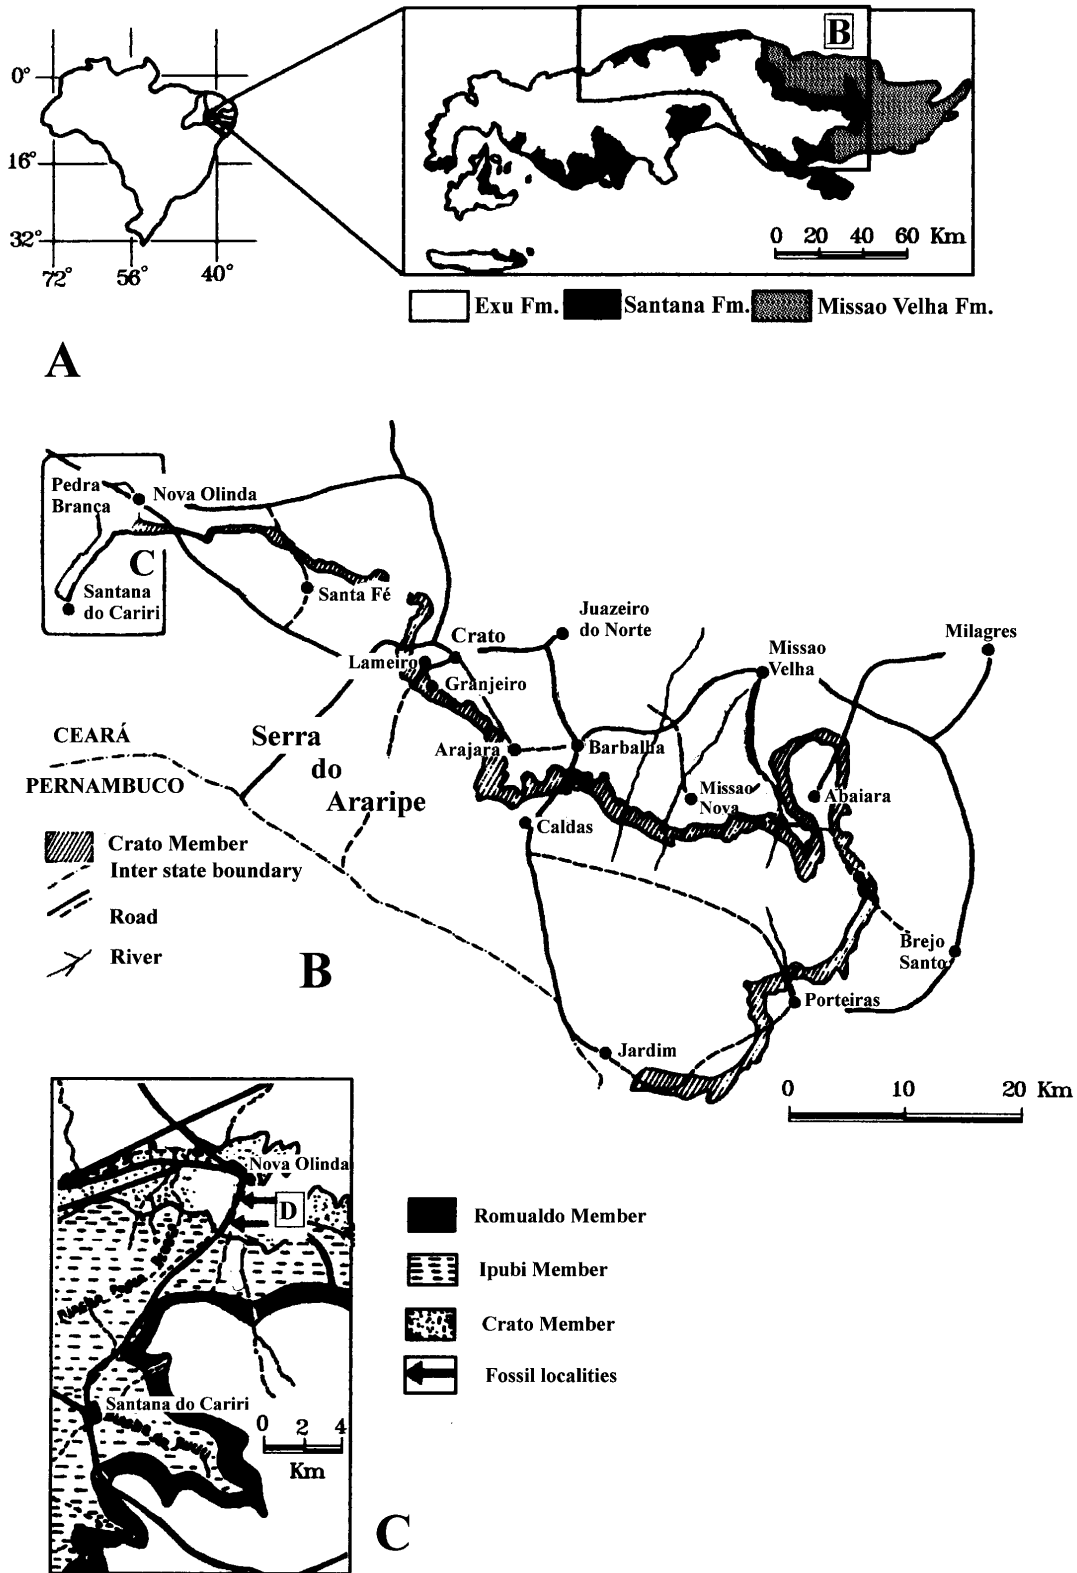 B
0°
16°
32°
72°
56°
40°
0 20 40 60 Km
Exu Fm.
Santana Fm.
Missao Velha Fm.
A
Pedra
Branca
Nova Olinda
C
Santana
do Cariri
Santa Fé
Juazeiro
do Norte
Crato
Milagres
Missao
Velha
Lameiro
Granjeiro
CEARÁ
PERNAMBUCO
Serra
do
Araripe
Arajara
Barbalha
Missao
Nova
Abaiara
Caldas
Crato Member
Inter state boundary
Road
River
B
Brejo
Santo
Porteiras
Jardim
0 10 20 Km
Nova Olinda
D
Santana do Cariri
0 2 4
Km
Romualdo Member
Ipubi Member
Crato Member
Fossil localities
C